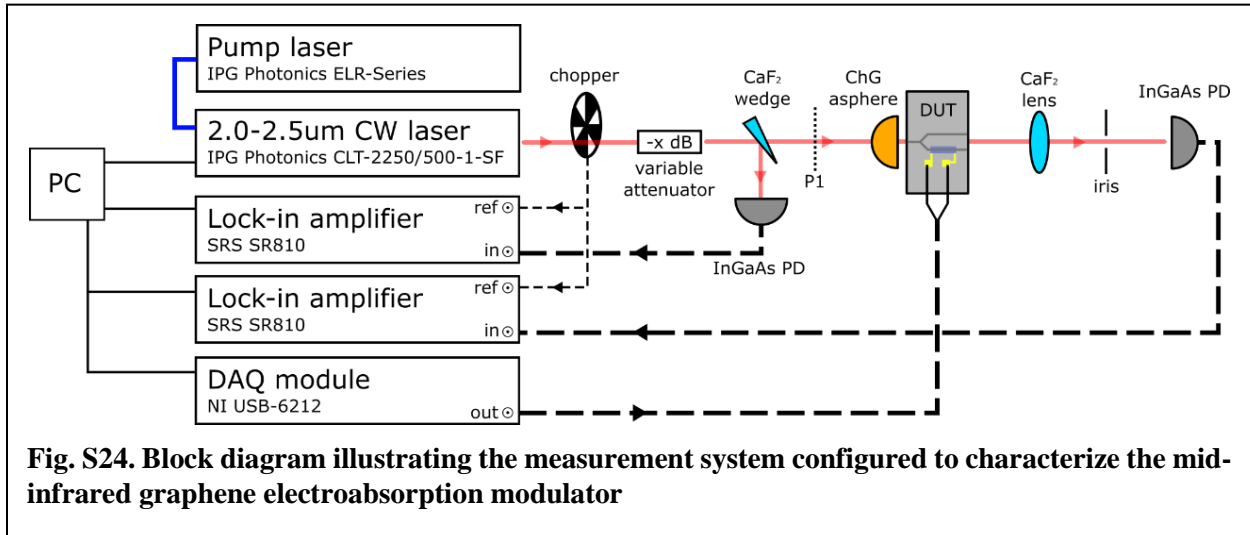 Pump laser
IPG Photonics ELR-Series
2.0-2.5um CW laser
IPG Photonics CLT-2250/500-1-SF
PC
Lock-in amplifier
SRS SR810
ref
in
Lock-in amplifier
SRS SR810
ref
in
DAQ module
NI USB-6212
out
chopper
-x dB
variable
attenuator
CaF₂
wedge
InGaAs PD
P1
ChG
asphere
DUT
CaF₂
lens
iris
InGaAs PD
Fig. S24. Block diagram illustrating the measurement system configured to characterize the mid-
infrared graphene electroabsorption modulator